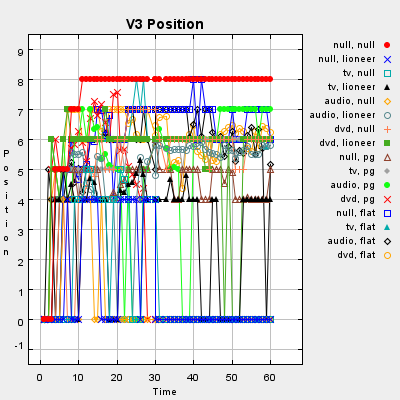 V3 Position
9
8
7
6
5
4
3
2
1
0
-1
0 10 20 30 40 50 60
Position
Time
null, null
null, lioneer
tv, null
tv, lioneer
audio, null
audio, lioneer
dvd, null
dvd, lioneer
null, pg
tv, pg
audio, pg
dvd, pg
null, flat
tv, flat
audio, flat
dvd, flat